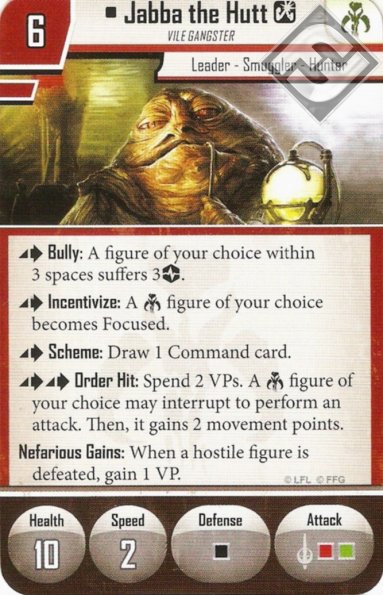 6
Jabba the Hutt
VILE GANGSTER
Leader - Smuggler - Hunter
Bully: A figure of your choice within
3 spaces suffers 3.
Incentivize: A figure of your choice
becomes Focused.
Scheme: Draw 1 Command card.
Order Hit: Spend 2 VPs. A figure of
your choice may interrupt to perform an
attack. Then, it gains 2 movement points.
Nefarious Gains: When a hostile figure is
defeated, gain 1 VP.
© LFL © FFG
Health Speed Defense Attack
10 2